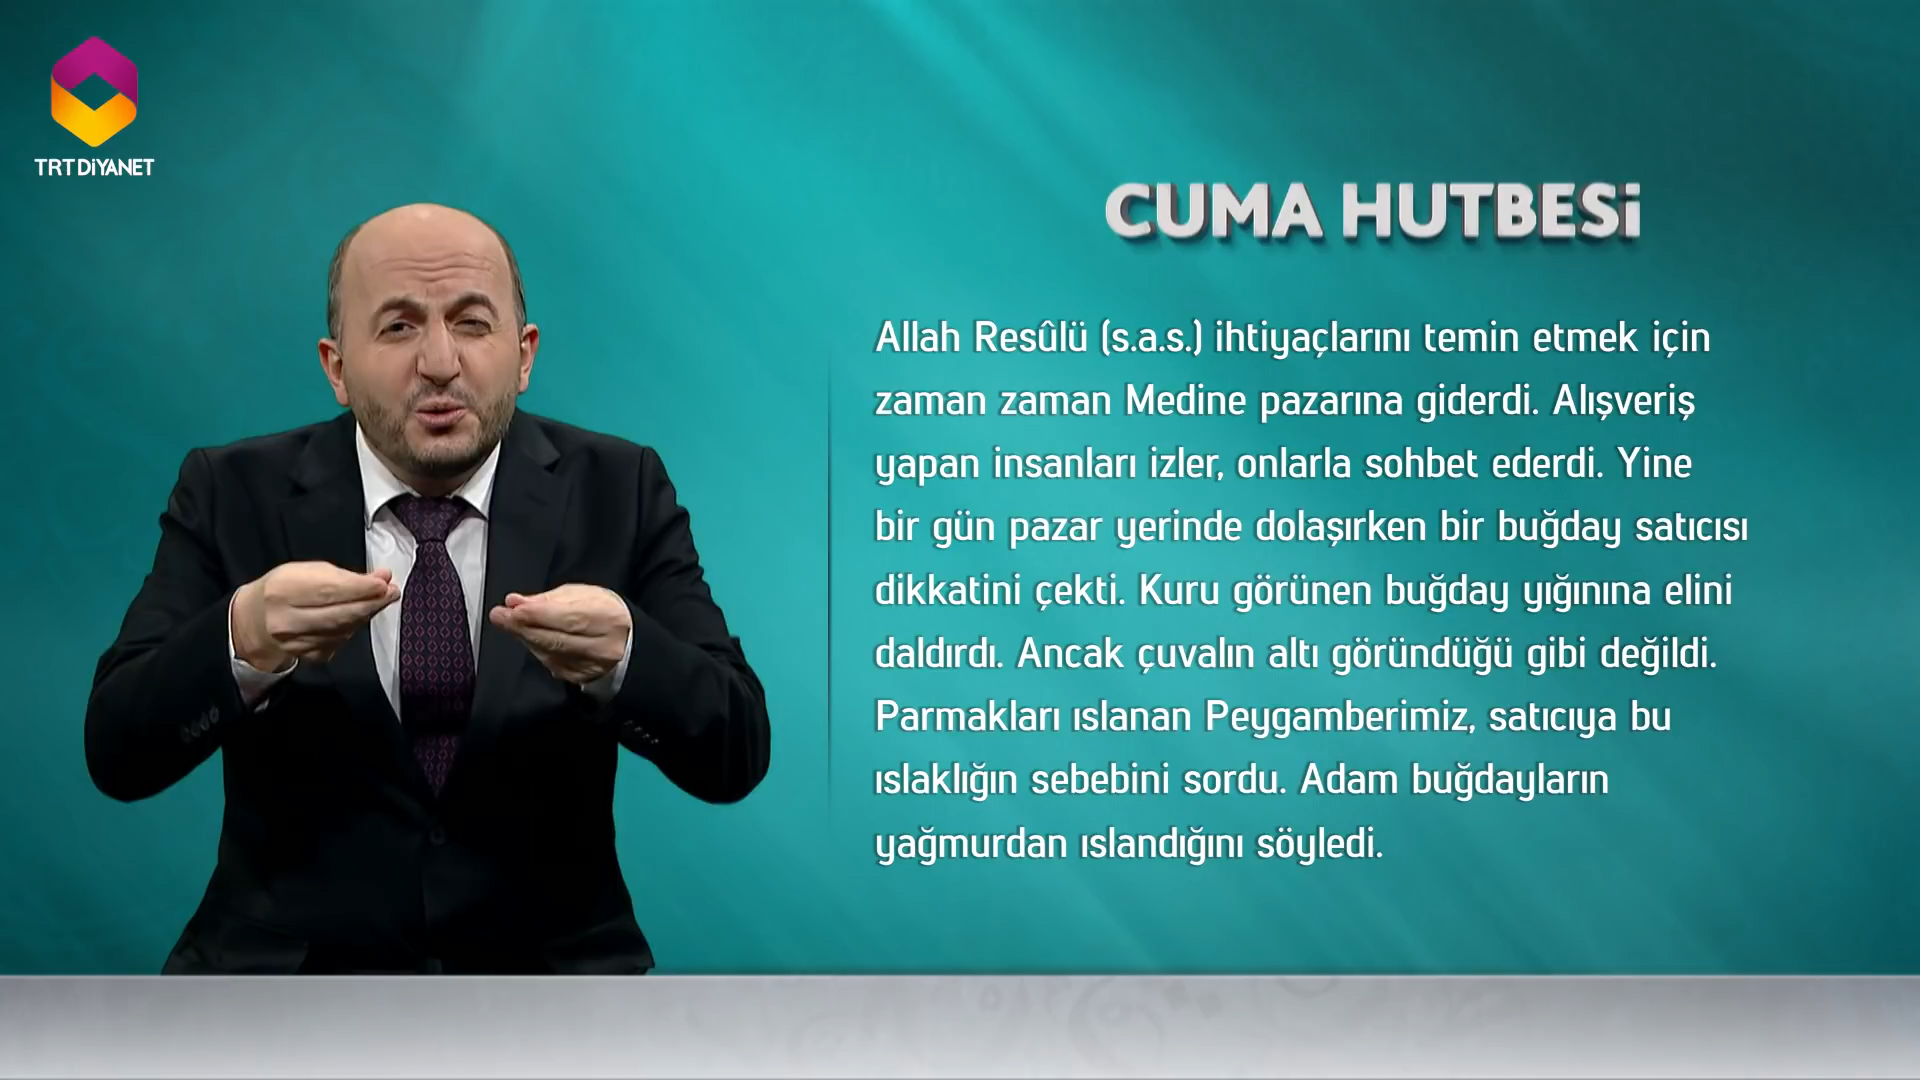 TRT DİYANET
CUMA HUTBESİ
Allah Resûlü (s.a.s.) ihtiyaçlarını temin etmek için
zaman zaman Medine pazarına giderdi. Alışveriş
yapan insanları izler, onlarla sohbet ederdi. Yine
bir gün pazar yerinde dolaşırken bir buğday satıcısı
dikkatini çekti. Kuru görünen buğday yığınına elini
daldırdı. Ancak çuvalın altı göründüğü gibi değildi.
Parmakları ıslanan Peygamberimiz, satıcıya bu
ıslaklığın sebebini sordu. Adam buğdayların
yağmurdan ıslandığını söyledi.